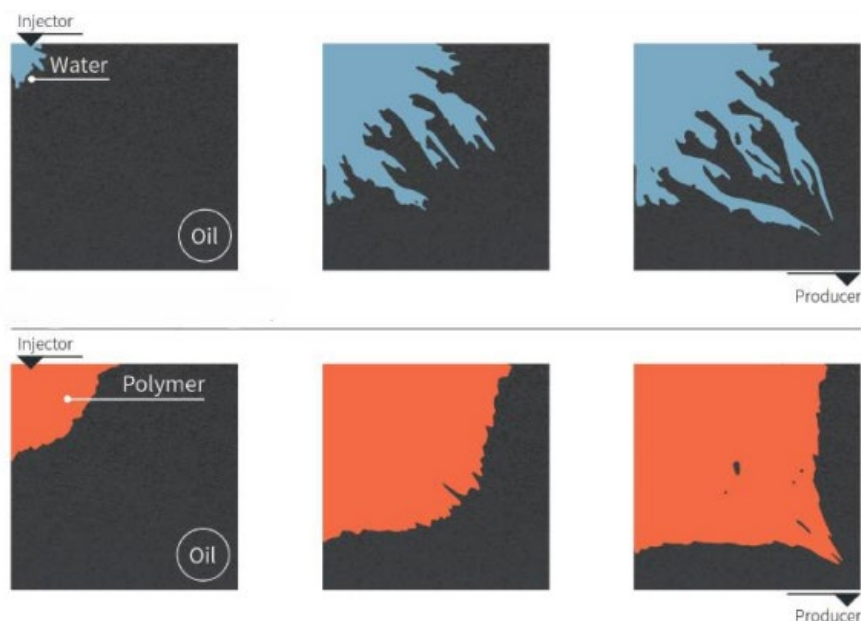 Injector
Water
Oil
Producer
Injector
Polymer
Oil
Producer